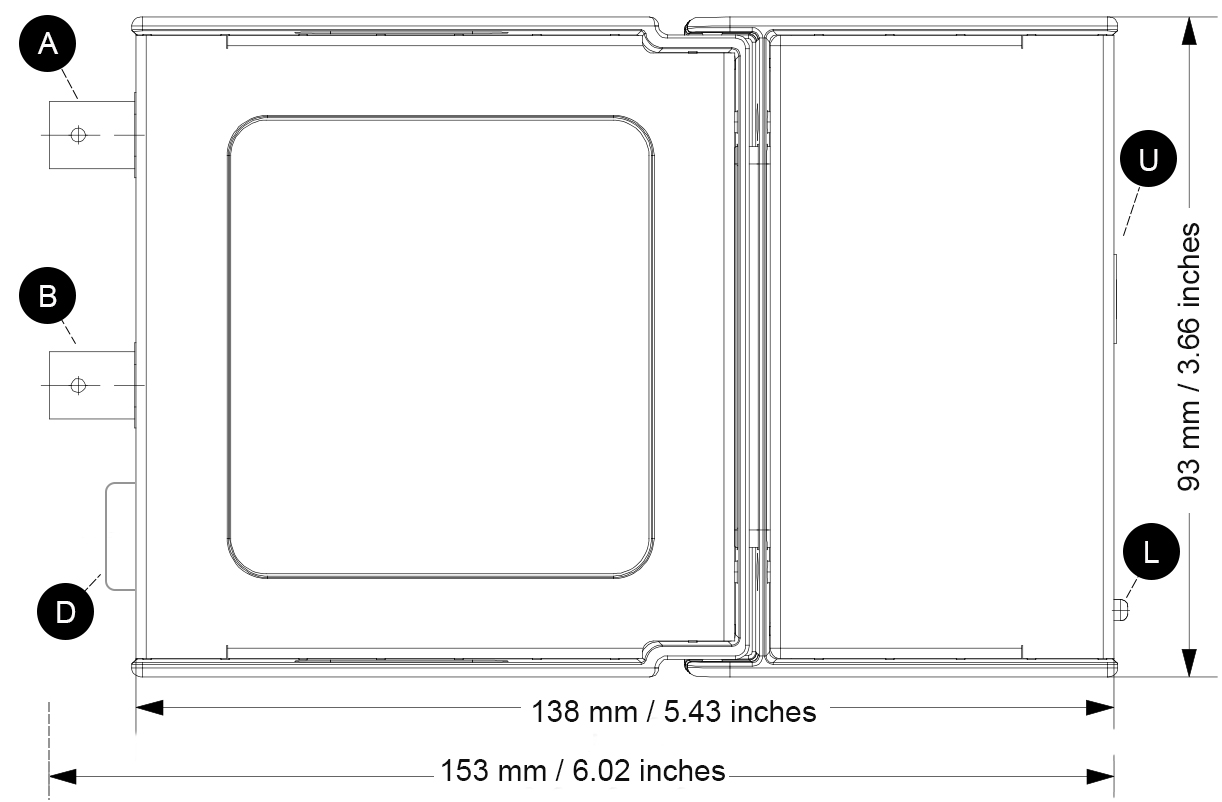 A
U
93 mm / 3.66 inches
B
L
D
138 mm / 5.43 inches
153 mm / 6.02 inches